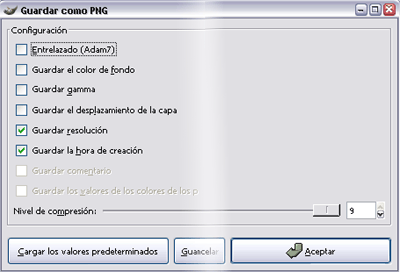 Guardar como PNG
Configuración
Entrelazado (Adam7)
Guardar el color de fondo
Guardar gamma
Guardar el desplazamiento de la capa
Guardar resolución
Guardar la hora de creación
Guardar comentario
Guardar los valores de los colores de los p
Nivel de compresión: 9
Cargar los valores predeterminados Guancelar Aceptar